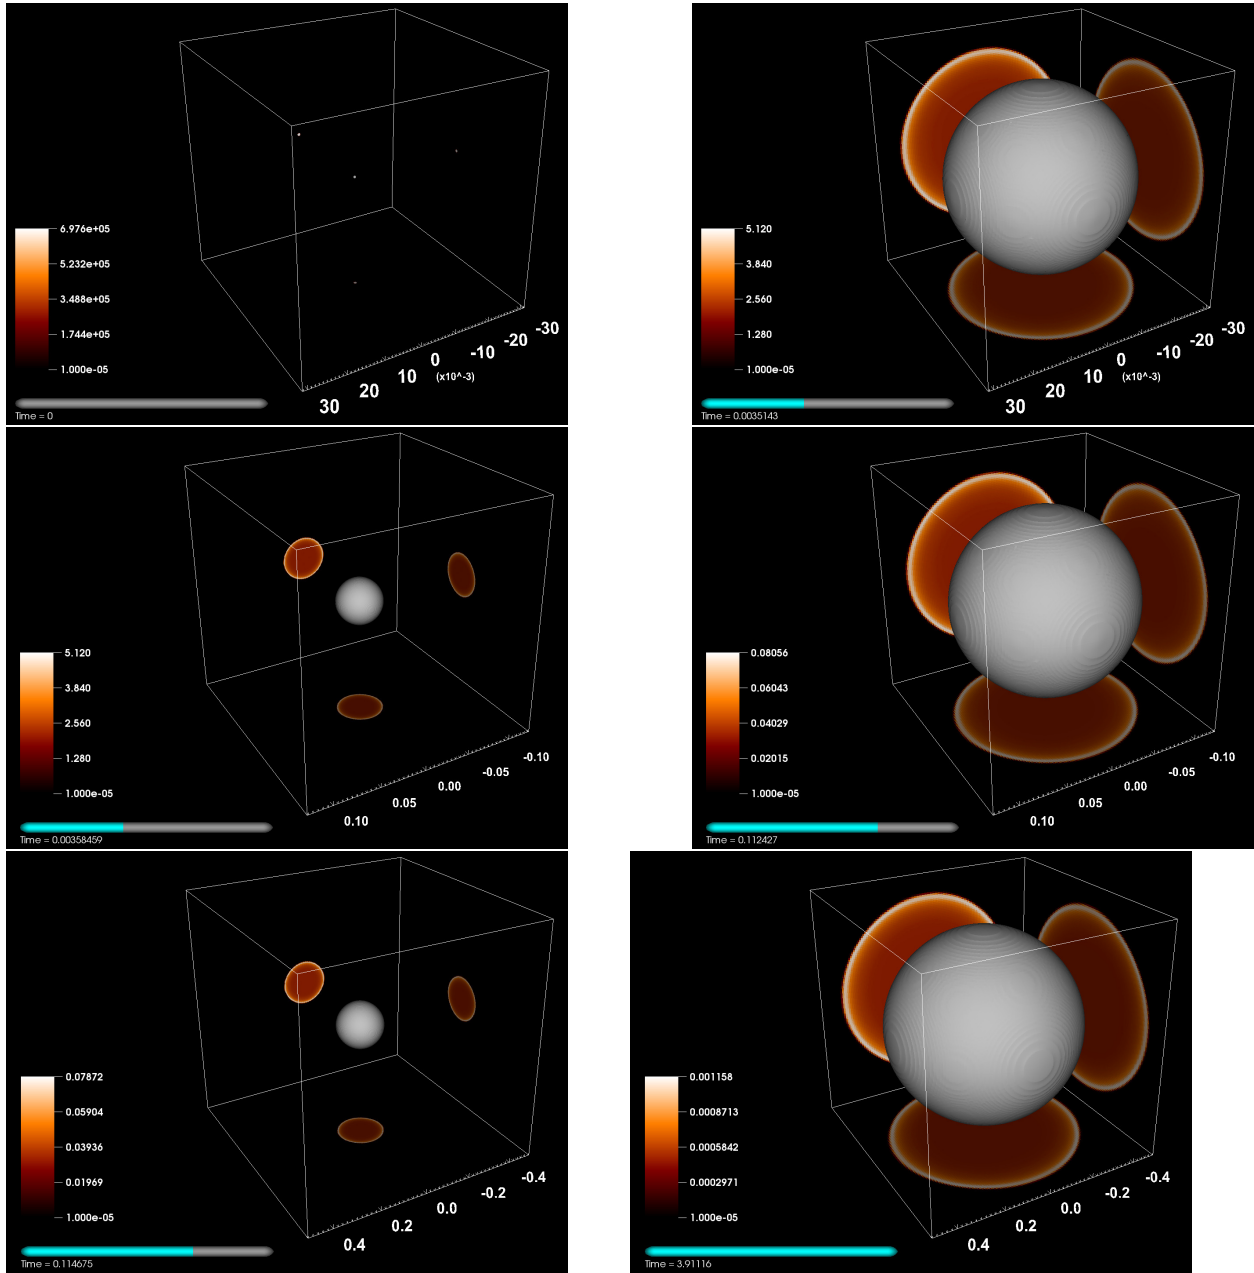 6.976e+05
5.232e+05
3.488e+05
1.744e+05
1.000e-05
30 20 10 0 -10 -20 -30
(x10^-3)
Time = 0
5.120
3.840
2.560
1.280
1.000e-05
30 20 10 0 -10 -20 -30
(x10^-3)
Time = 0.0035143
5.120
3.840
2.560
1.280
1.000e-05
0.10 0.05 0.00 -0.05 -0.10
Time = 0.00358459
0.08056
0.06043
0.04029
0.02015
1.000e-05
0.10 0.05 0.00 -0.05 -0.10
Time = 0.112427
0.07872
0.05904
0.03936
0.01969
1.000e-05
0.4 0.2 0.0 -0.2 -0.4
Time = 0.114675
0.001158
0.0008713
0.0005842
0.0002971
1.000e-05
0.4 0.2 0.0 -0.2 -0.4
Time = 3.91116